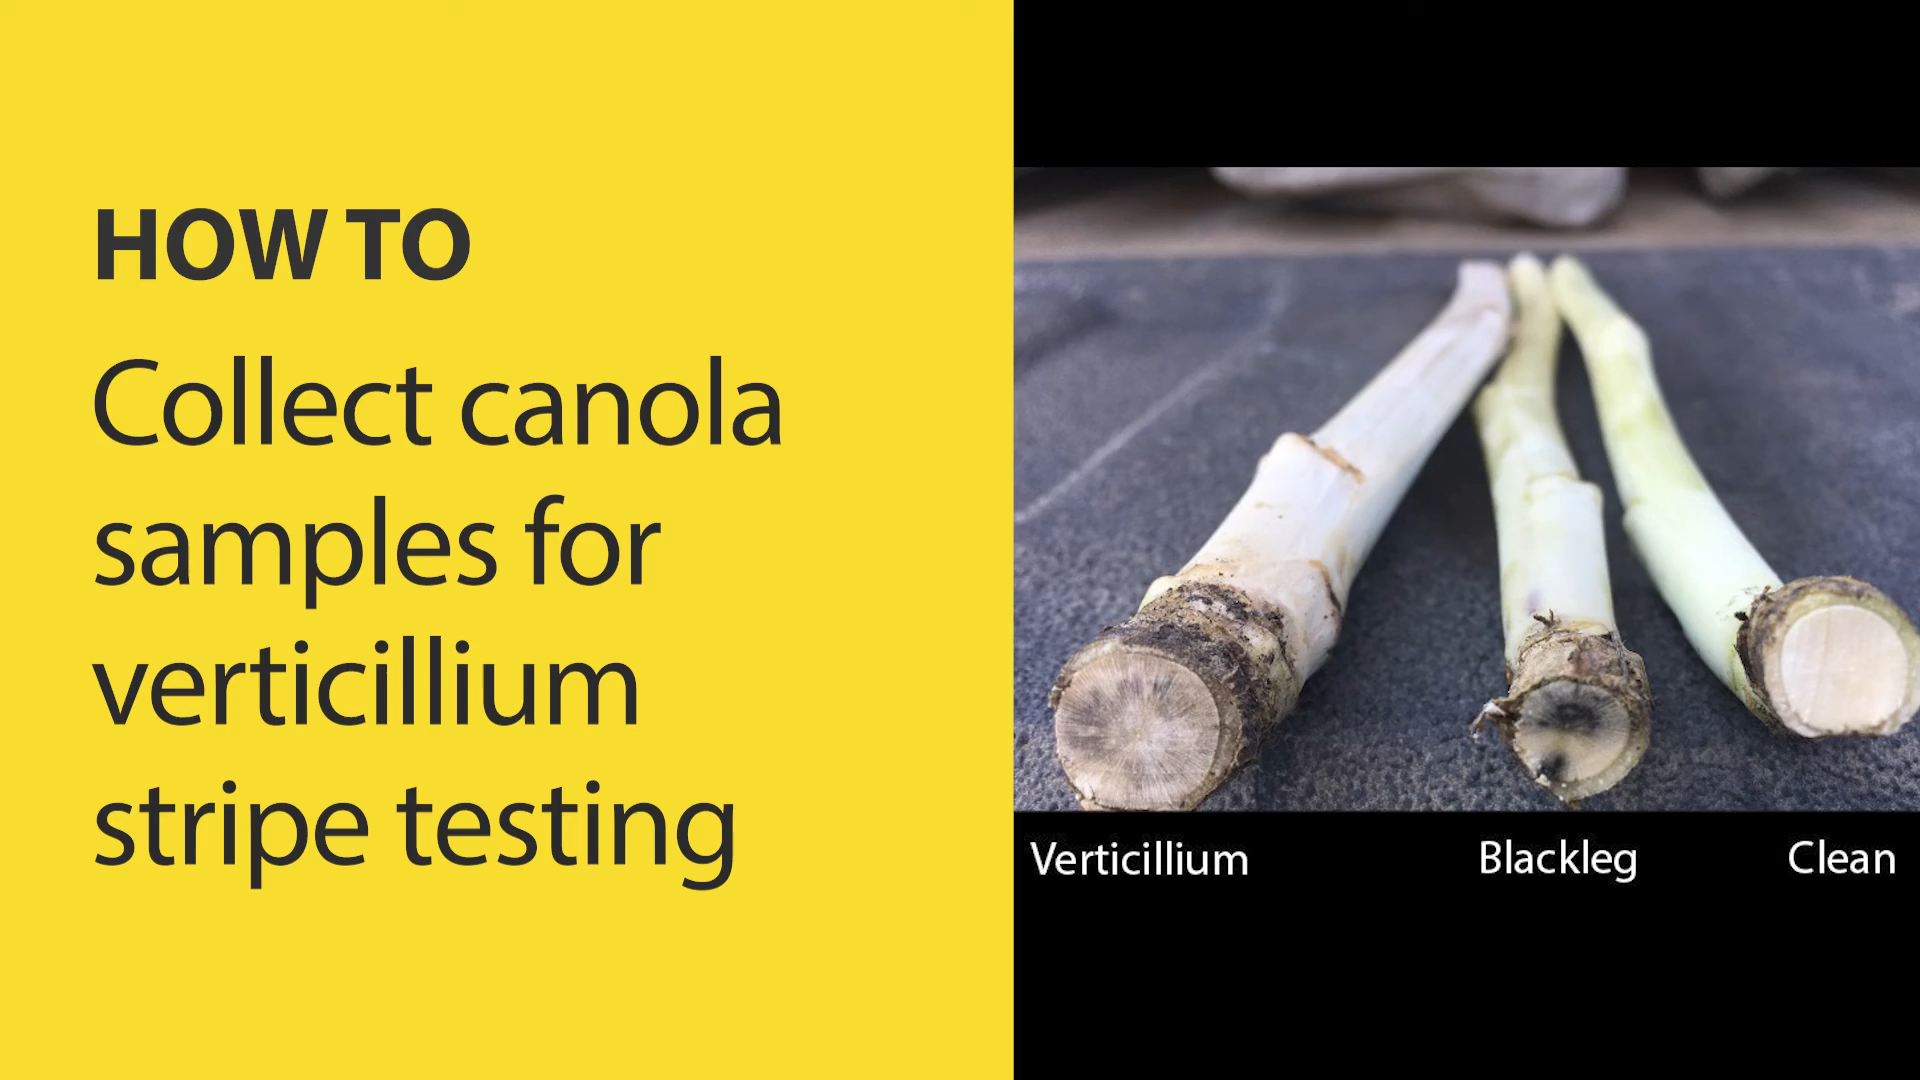 HOW TO
Collect canola
samples for
verticillium
stripe testing
Verticillium
Blackleg
Clean